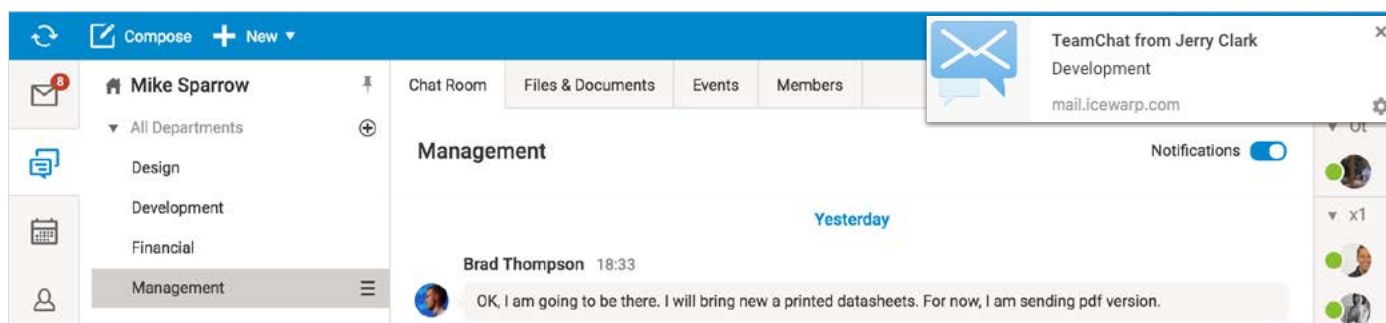 Compose New
TeamChat from Jerry Clark
Development
mail.icewarp.com
8
Mike Sparrow
All Departments
Design
Development
Financial
Management
Chat Room Files & Documents Events Members
Management
Notifications
Yesterday
Brad Thompson 18:33
OK, I am going to be there. I will bring new a printed datasheets. For now, I am sending pdf version.
x1